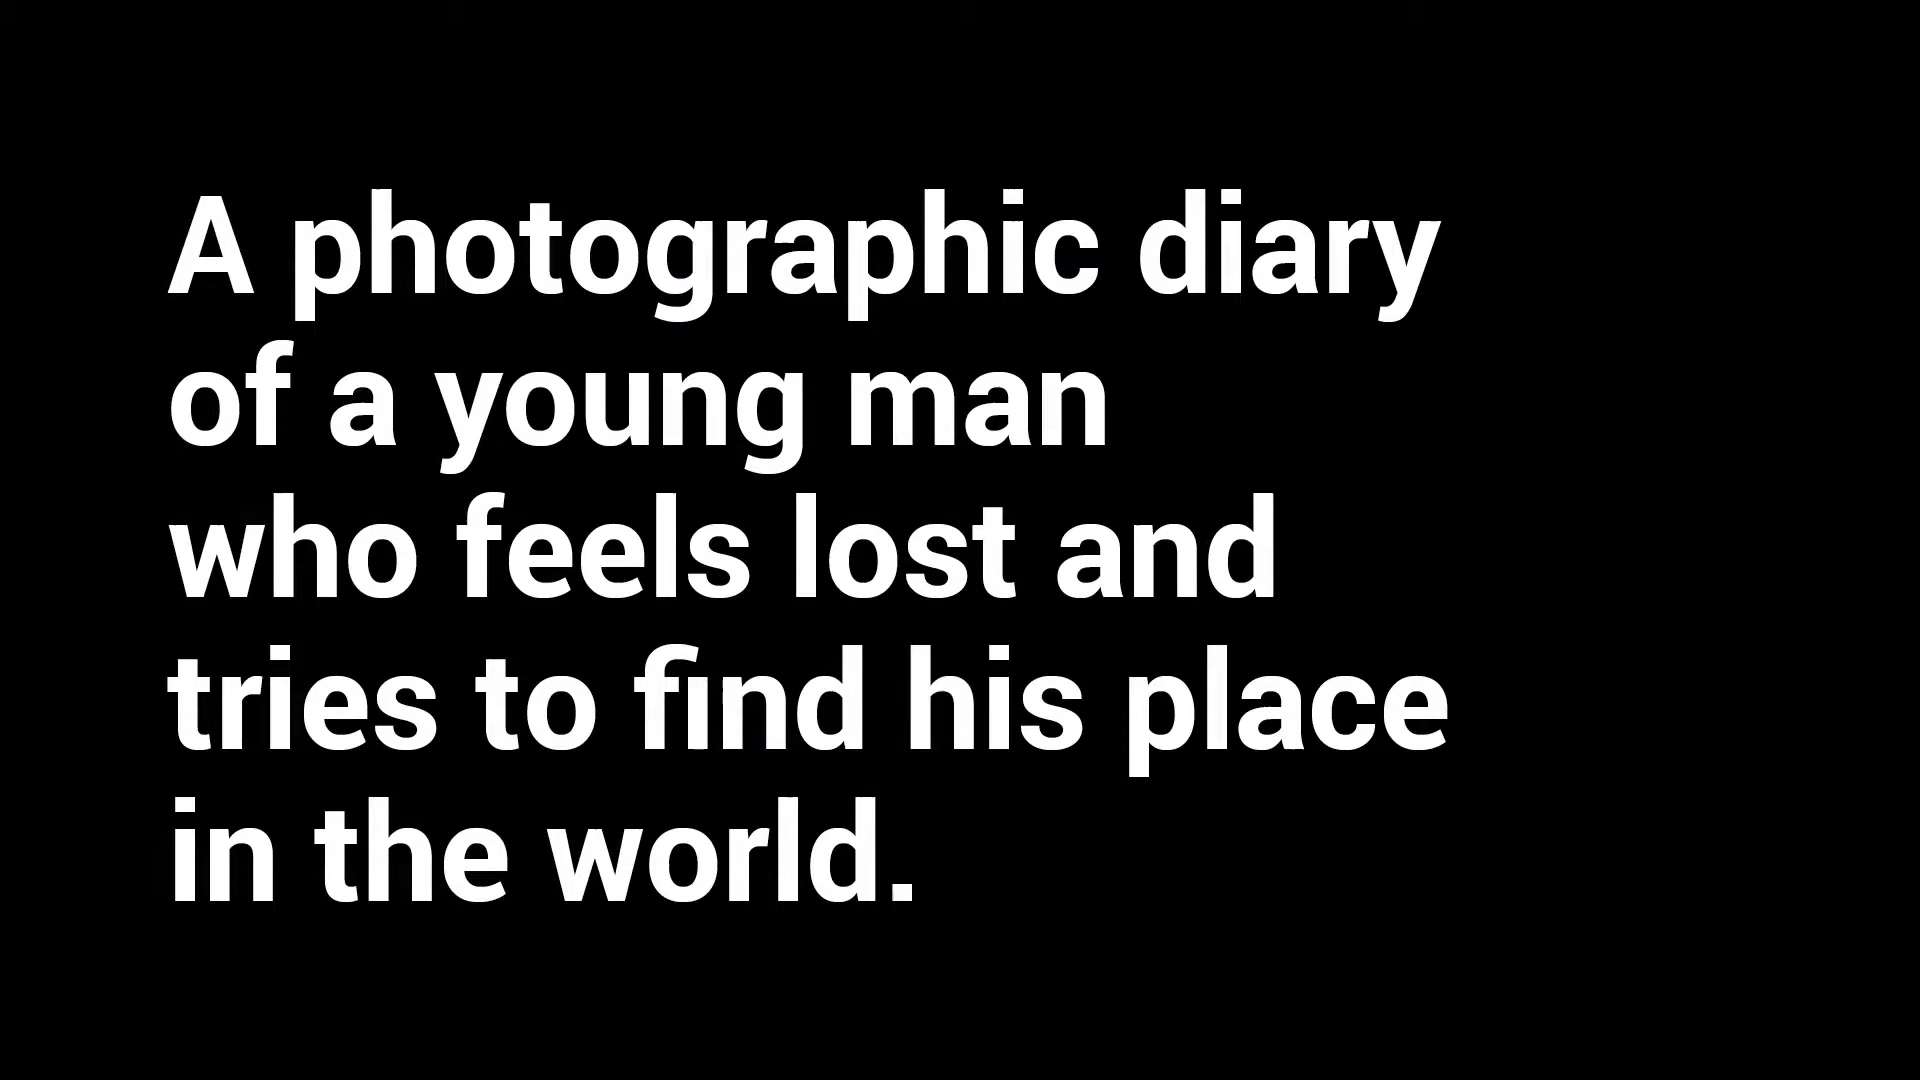 A photographic diary
of a young man
who feels lost and
tries to find his place
in the world.